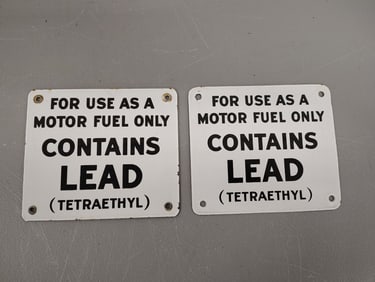 FOR USE AS A
MOTOR FUEL ONLY
CONTAINS
LEAD
(TETRAETHYL)
FOR USE AS A
MOTOR FUEL ONLY
CONTAINS
LEAD
(TETRAETHYL)